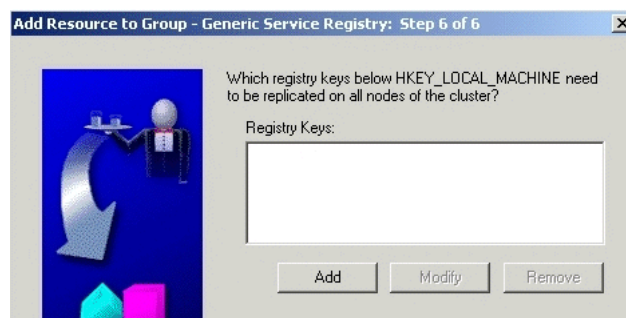 Add Resource to Group - Generic Service Registry: Step 6 of 6
Which registry keys below HKEY_LOCAL_MACHINE need
to be replicated on all nodes of the cluster?
Registry Keys:
Add Modify Remove